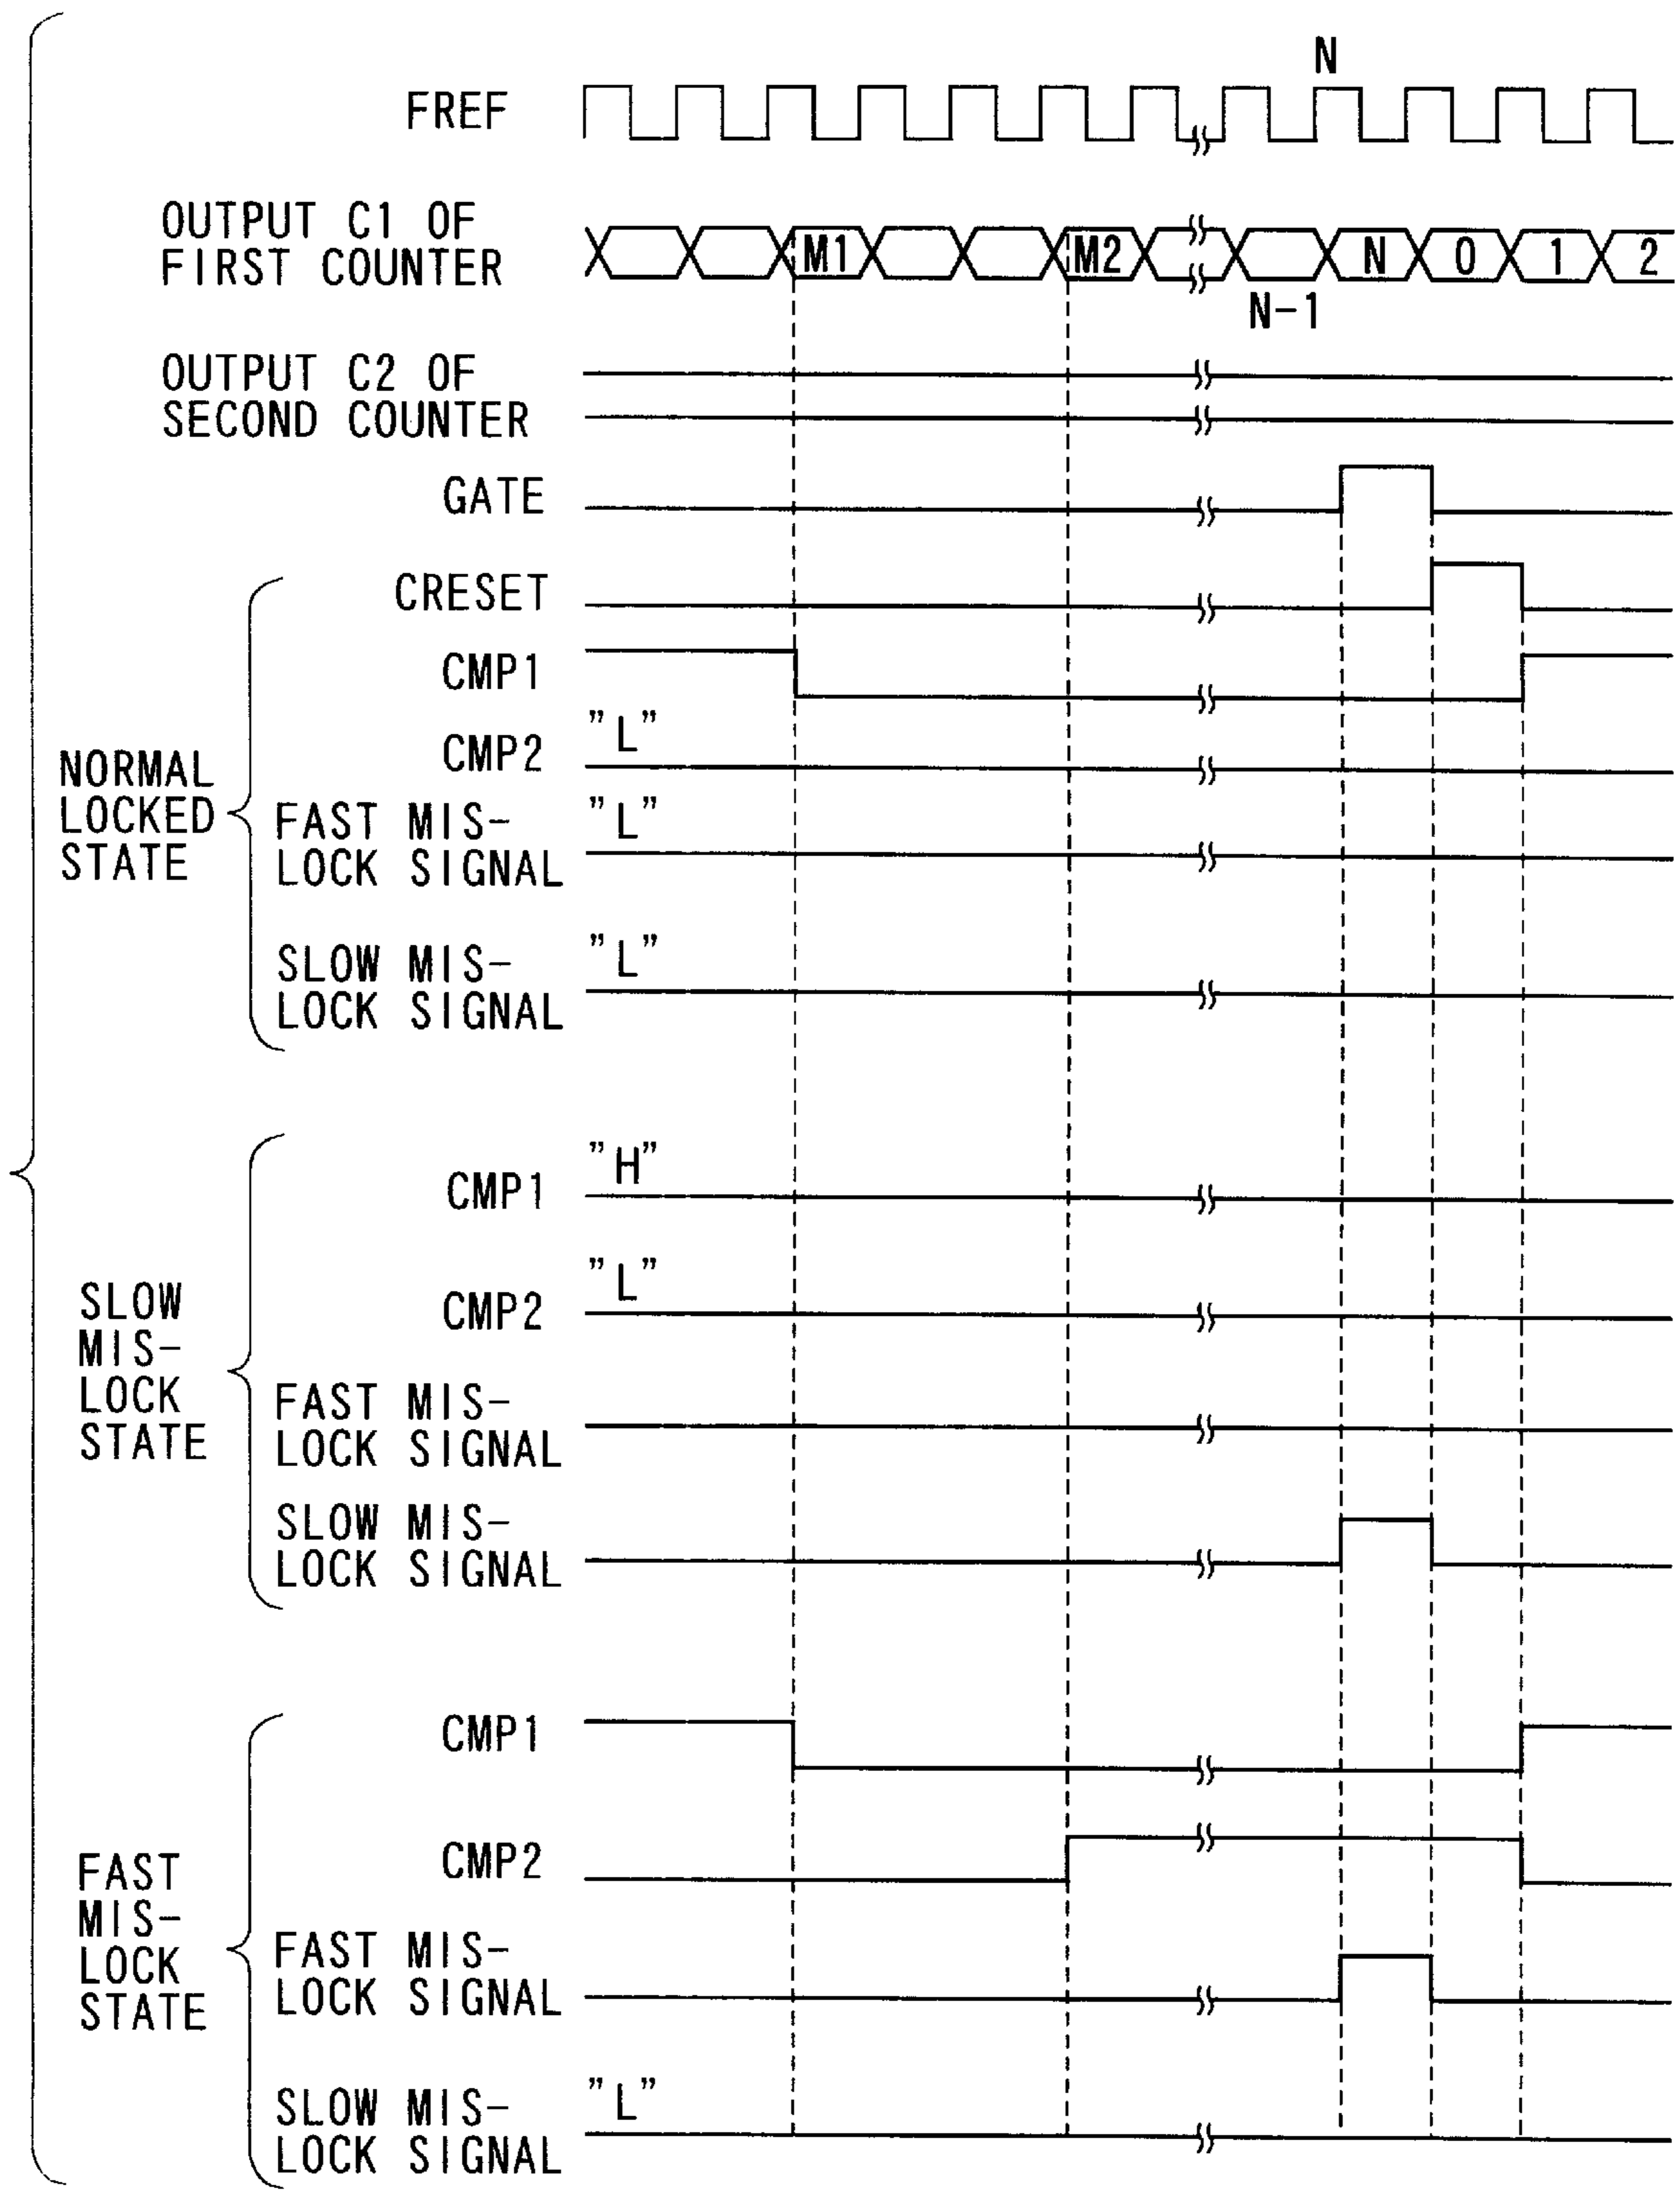 N
FREF
OUTPUT C1 OF
FIRST COUNTER
M1 M2 N 0 1 2
N-1
OUTPUT C2 OF
SECOND COUNTER
GATE
CRESET
CMP1
"L"
CMP2
NORMAL
LOCKED
STATE
"L"
FAST MIS-
LOCK SIGNAL
"L"
SLOW MIS-
LOCK SIGNAL
"H"
CMP1
"L"
CMP2
SLOW
MIS-
LOCK
STATE
FAST MIS-
LOCK SIGNAL
SLOW MIS-
LOCK SIGNAL
CMP1
CMP2
FAST
MIS-
LOCK
STATE
FAST MIS-
LOCK SIGNAL
"L"
SLOW MIS-
LOCK SIGNAL